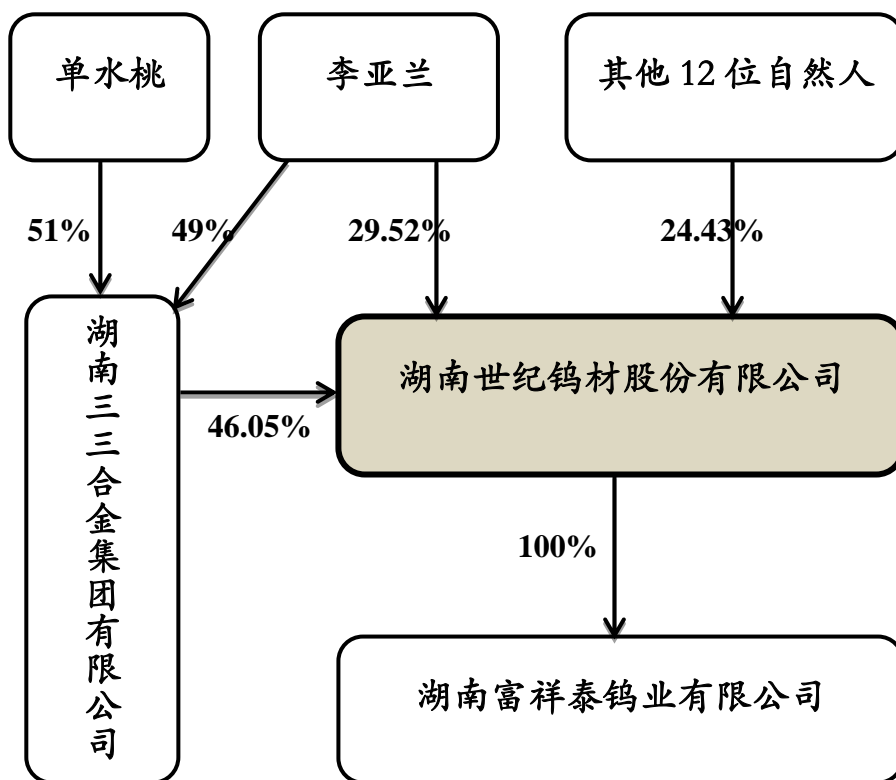 单水桃
李亚兰
其他 12 位自然人
51%
49%
29.52%
24.43%
湖南三三合金集团有限公司
湖南世纪钨材股份有限公司
46.05%
100%
湖南富祥泰钨业有限公司